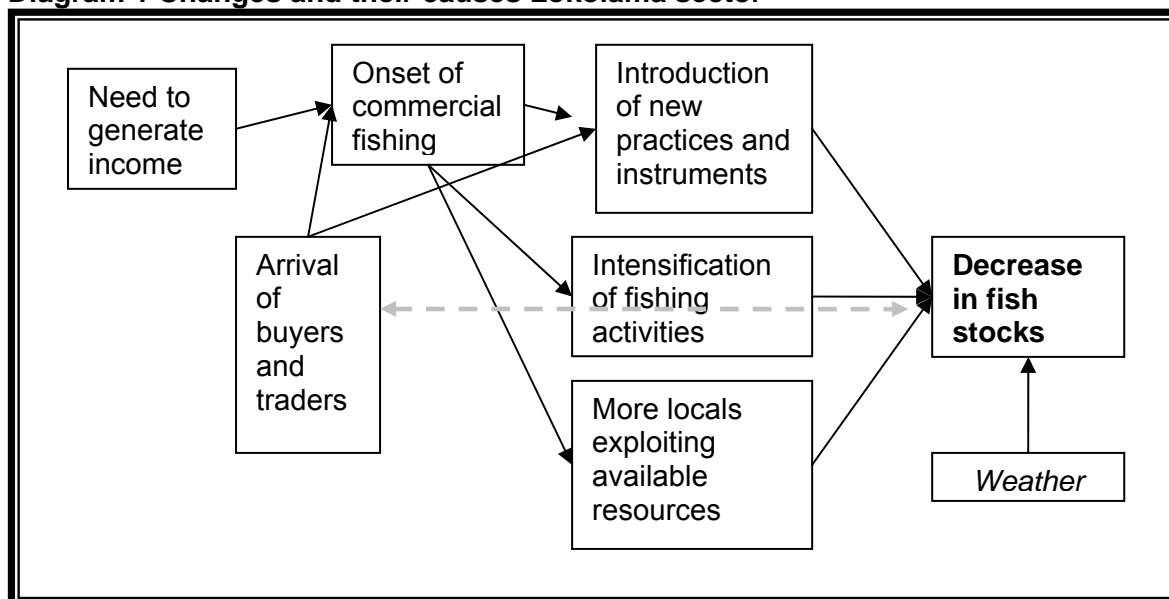 Diagram 1 Changes and their causes Lokolama sector
Need to
generate
income
Onset of
commercial
fishing
Introduction
of new
practices and
instruments
Arrival
of
buyers
and
traders
Intensification
of fishing
activities
Decrease
in fish
stocks
More locals
exploiting
available
resources
Weather